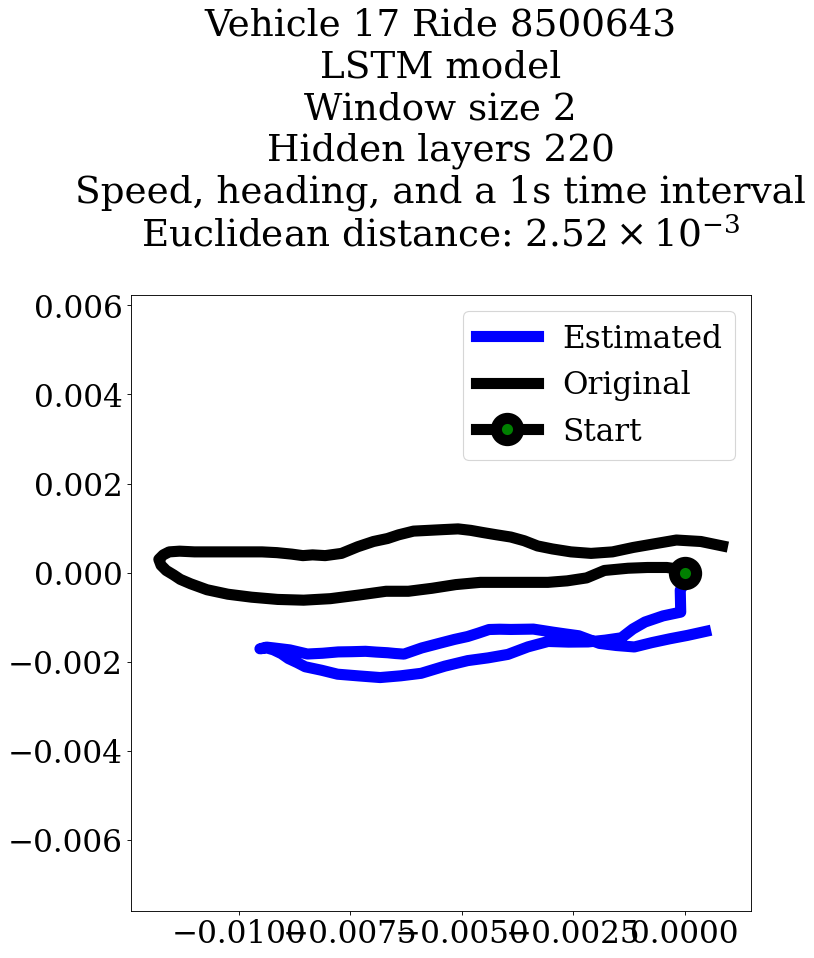 Vehicle 17 Ride 8500643
LSTM model
Window size 2
Hidden layers 220
Speed, heading, and a 1s time interval
Euclidean distance: 2.52 × 10⁻³
0.006
Estimated
0.004
Original
Start
0.002
0.000
−0.002
−0.004
−0.006
−0.0100 −0.0075 −0.0050 −0.0025 0.0000